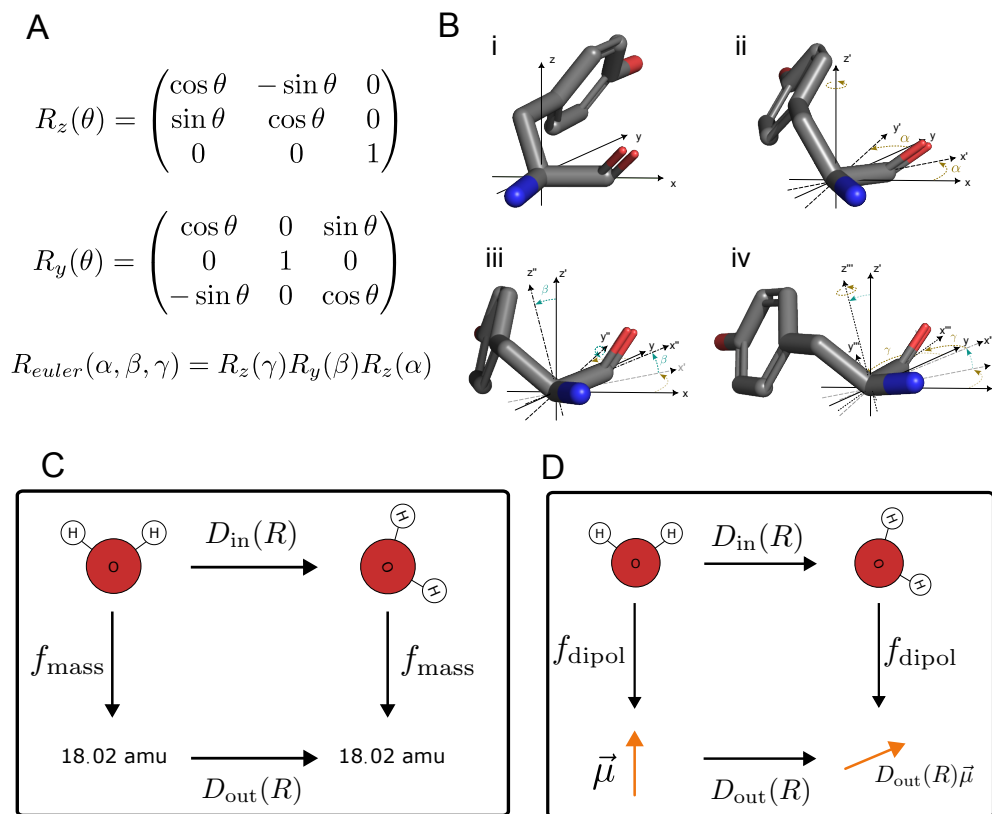 A
R_z(θ) = ( cos θ  − sin θ  0
sin θ  cos θ  0
0  0  1 )
R_y(θ) = ( cos θ  0  sin θ
0  1  0
− sin θ  0  cos θ )
R_{euler}(α, β, γ) = R_z(γ)R_y(β)R_z(α)
B
i
z
y
x
ii
z'
y'
α
y
x'
α
x
iii
z''
z'
β
y''
x''
β
y
x'
x
iv
z'''
z'
y'''
γ
x'''
γ
y
x''
x'
x
C
H
H
O
D_in(R)
H
O
H
f_mass
f_mass
18.02 amu
18.02 amu
D_out(R)
D
H
H
O
D_in(R)
H
O
H
f_dipol
f_dipol
μ⃗
D_out(R)
D_out(R)μ⃗